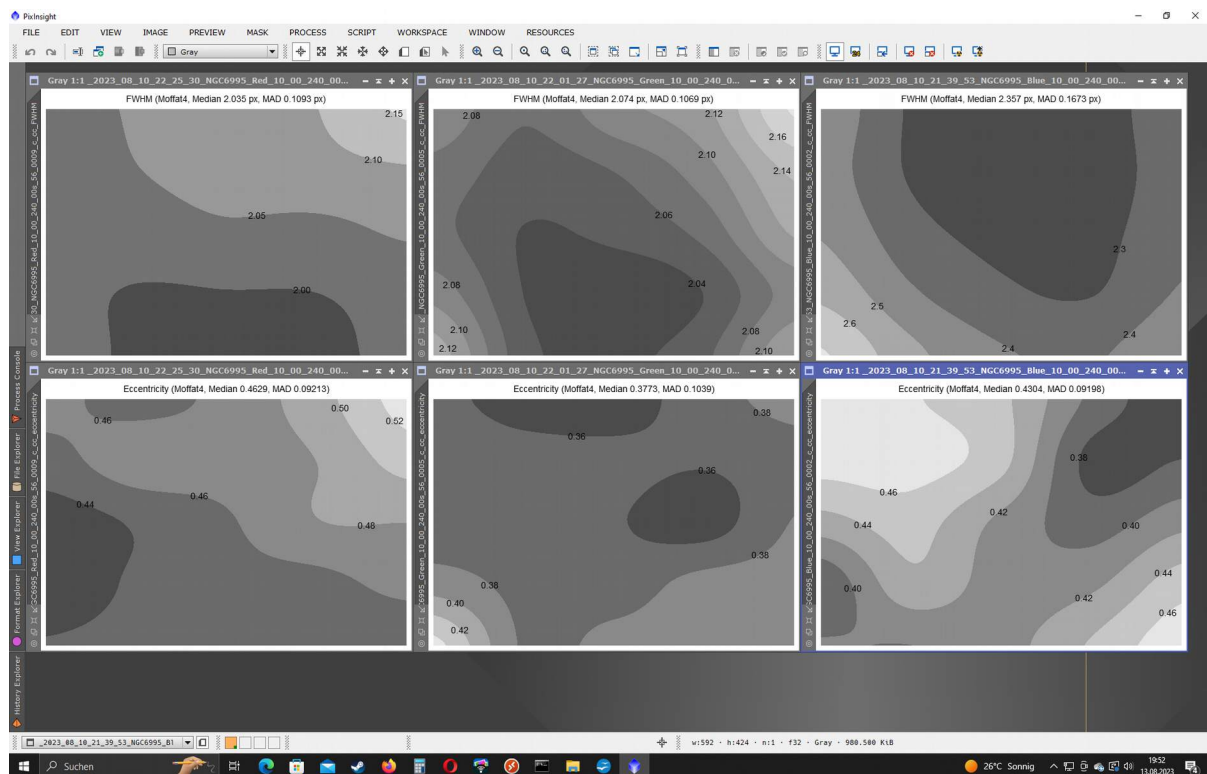 PixInsight
FILE EDIT VIEW IMAGE PREVIEW MASK PROCESS SCRIPT WORKSPACE WINDOW RESOURCES
Gray
Gray 1:1 _2023_08_10_22_25_30_NGC6995_Red_10_00_240_00...
FWHM (Moffat4, Median 2.035 px, MAD 0.1093 px)
2.15
2.10
2.05
2.00
30_NGC6995_Red_10_00_240_00s_56_0009_c_cc_FWHM
Gray 1:1 _2023_08_10_22_01_27_NGC6995_Green_10_00_240_0...
FWHM (Moffat4, Median 2.074 px, MAD 0.1069 px)
2.08
2.12
2.16
2.10
2.14
2.06
2.08
2.04
2.10
2.08
2.12
2.10
_NGC6995_Green_10_00_240_00s_56_0005_c_cc_FWHM
Gray 1:1 _2023_08_10_21_39_53_NGC6995_Blue_10_00_240_00...
FWHM (Moffat4, Median 2.357 px, MAD 0.1673 px)
2.3
2.5
2.6
2.4
2.4
53_NGC6995_Blue_10_00_240_00s_56_0002_c_cc_FWHM
Gray 1:1 _2023_08_10_22_25_30_NGC6995_Red_10_00_240_00...
Eccentricity (Moffat4, Median 0.4629, MAD 0.09213)
0.46
0.50
0.52
0.44
0.46
0.48
GC6995_Red_10_00_240_00s_56_0009_c_cc_eccentricity
Gray 1:1 _2023_08_10_22_01_27_NGC6995_Green_10_00_240_0...
Eccentricity (Moffat4, Median 0.3773, MAD 0.1039)
0.38
0.36
0.36
0.38
0.38
0.40
0.42
6995_Green_10_00_240_00s_56_0005_c_cc_eccentricity
Gray 1:1 _2023_08_10_21_39_53_NGC6995_Blue_10_00_240_00...
Eccentricity (Moffat4, Median 0.4304, MAD 0.09198)
0.38
0.46
0.42
0.44
0.40
0.44
0.40
0.42
0.46
GC6995_Blue_10_00_240_00s_56_0002_c_cc_eccentricity
Process Console
File Explorer
View Explorer
Format Explorer
History Explorer
_2023_08_10_21_39_53_NGC6995_Bl
w:592 · h:424 · n:1 · f32 · Gray · 980.500 KiB
Suchen
26°C Sonnig
19:52
13.08.2023